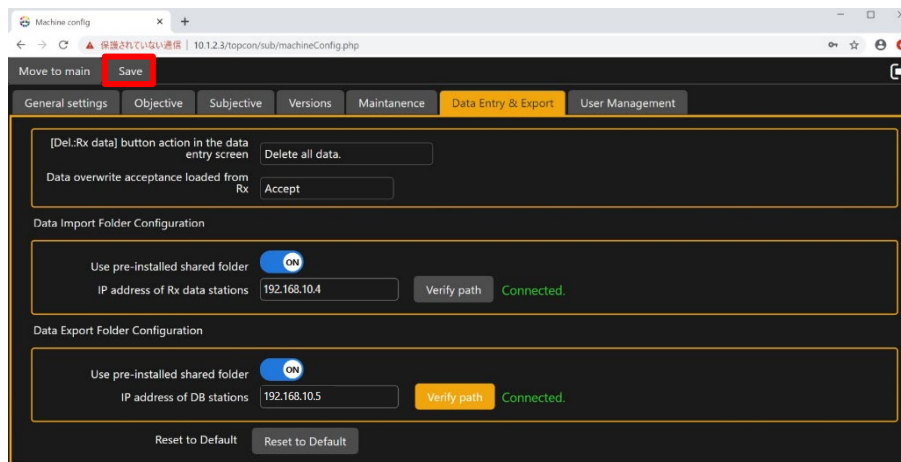 Machine config
保護されていない通信 | 10.1.2.3/topcon/sub/machineConfig.php
Move to main Save
General settings Objective Subjective Versions Maintanence Data Entry & Export User Management
[Del.:Rx data] button action in the data
entry screen Delete all data.
Data overwrite acceptance loaded from
Rx Accept
Data Import Folder Configuration
Use pre-installed shared folder ON
IP address of Rx data stations 192.168.10.4 Verify path Connected.
Data Export Folder Configuration
Use pre-installed shared folder ON
IP address of DB stations 192.168.10.5 Verify path Connected.
Reset to Default Reset to Default